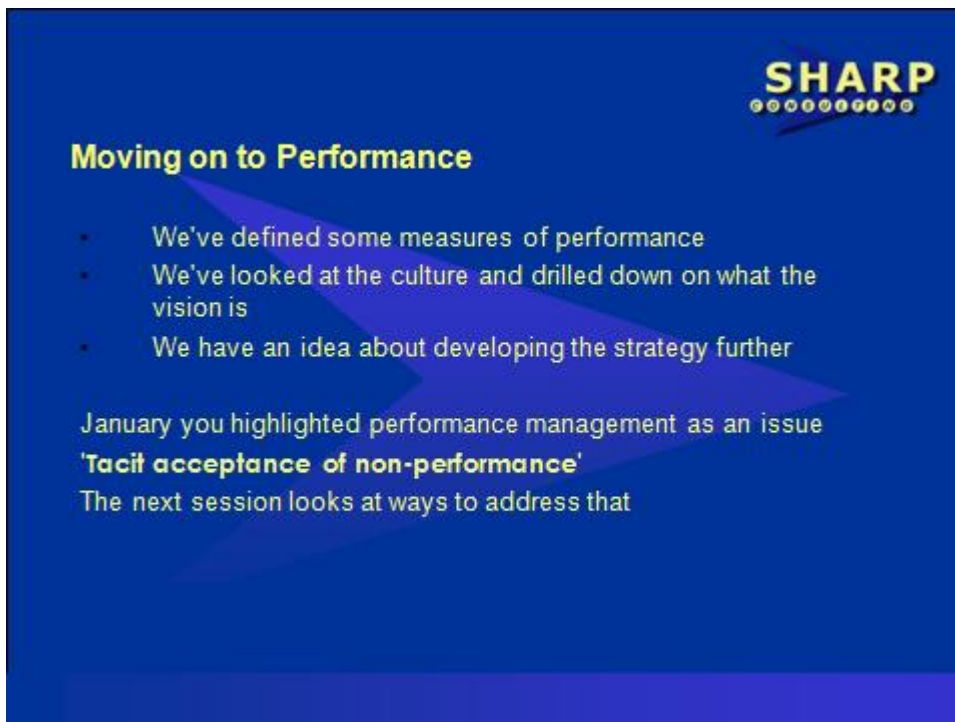 SHARP
CONSULTING
Moving on to Performance
We've defined some measures of performance
We've looked at the culture and drilled down on what the
vision is
We have an idea about developing the strategy further
January you highlighted performance management as an issue
'Tacit acceptance of non-performance'
The next session looks at ways to address that